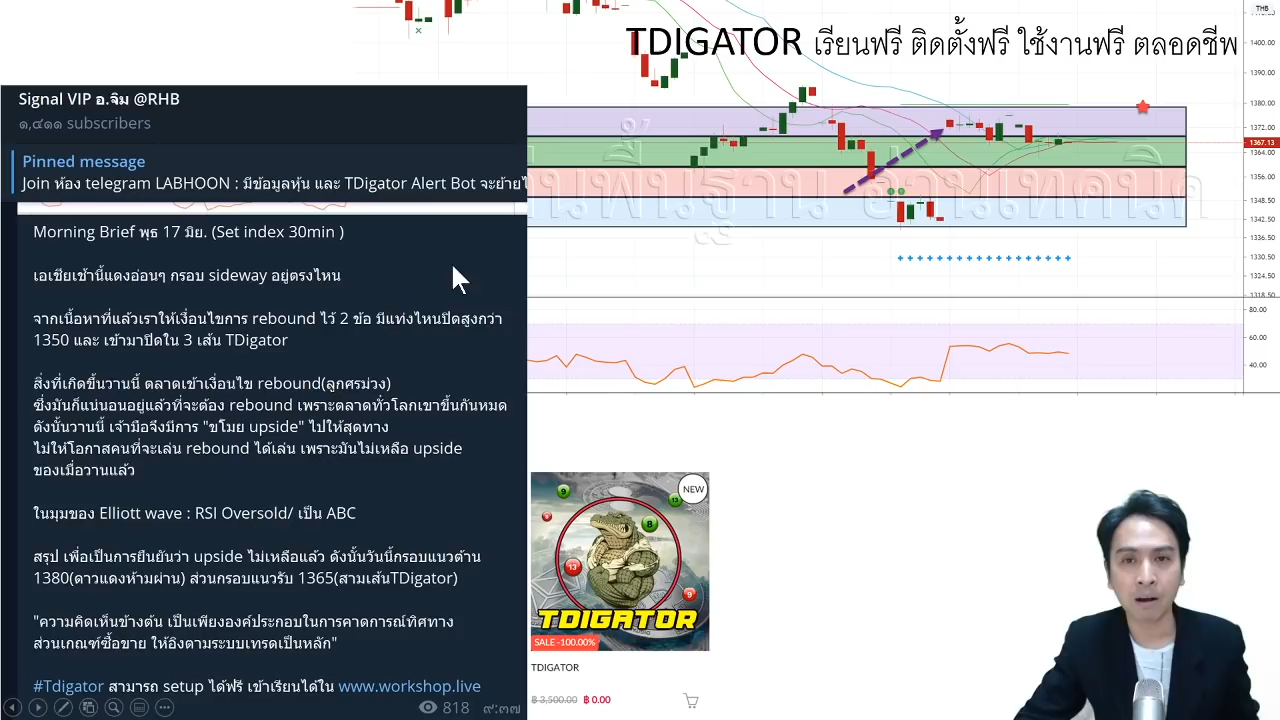 TDIGATOR เรียนฟรี ติดตั้งฟรี ใช้งานฟรี ตลอดชีพ
Signal VIP อ.จิม @RHB
๑,๔๑๑ subscribers
Pinned message
Join ห้อง telegram LABHOON : มีข้อมูลหุ้น และ TDigator Alert Bot จะย้ายไ
Morning Brief พุธ 17 มิย. (Set index 30min )
เอเชียเช้านี้แดงอ่อนๆ กรอบ sideway อยู่ตรงไหน
จากเนื้อหาที่แล้วเราให้เงื่อนไขการ rebound ไว้ 2 ข้อ มีแท่งไหนปิดสูงกว่า
1350 และ เข้ามาปิดใน 3 เส้น TDigator
สิ่งที่เกิดขึ้นวานนี้ ตลาดเข้าเงื่อนไข rebound(ลูกศรม่วง)
ซึ่งมันก็แน่นอนอยู่แล้วที่จะต้อง rebound เพราะตลาดทั่วโลกเขาขึ้นกันหมด
ดังนั้นวานนี้ เจ้ามือจึงมีการ "ขโมย upside" ไปให้สุดทาง
ไม่ให้โอกาสคนที่จะเล่น rebound ได้เล่น เพราะมันไม่เหลือ upside
ของเมื่อวานแล้ว
ในมุมของ Elliott wave : RSI Oversold/ เป็น ABC
สรุป เพื่อเป็นการยืนยันว่า upside ไม่เหลือแล้ว ดังนั้นวันนี้กรอบแนวต้าน
1380(ดาวแดงห้ามผ่าน) ส่วนกรอบแนวรับ 1365(สามเส้นTDigator)
"ความคิดเห็นข้างต้น เป็นเพียงองค์ประกอบในการคาดการณ์ทิศทาง
ส่วนเกณฑ์ซื้อขาย ให้อิงตามระบบเทรดเป็นหลัก"
#Tdigator สามารถ setup ได้ฟรี เข้าเรียนได้ใน www.workshop.live
818 ๙:๓๗
THB
1400.00
1390.00
1380.00
1372.00
1367.13
1364.00
1356.00
1348.50
1342.50
1336.50
1330.50
1324.50
1318.50
80.00
60.00
40.00
NEW
9
13
8
13
9
TDIGATOR
SALE -100.00%
TDIGATOR
฿ 3,500.00 ฿ 0.00